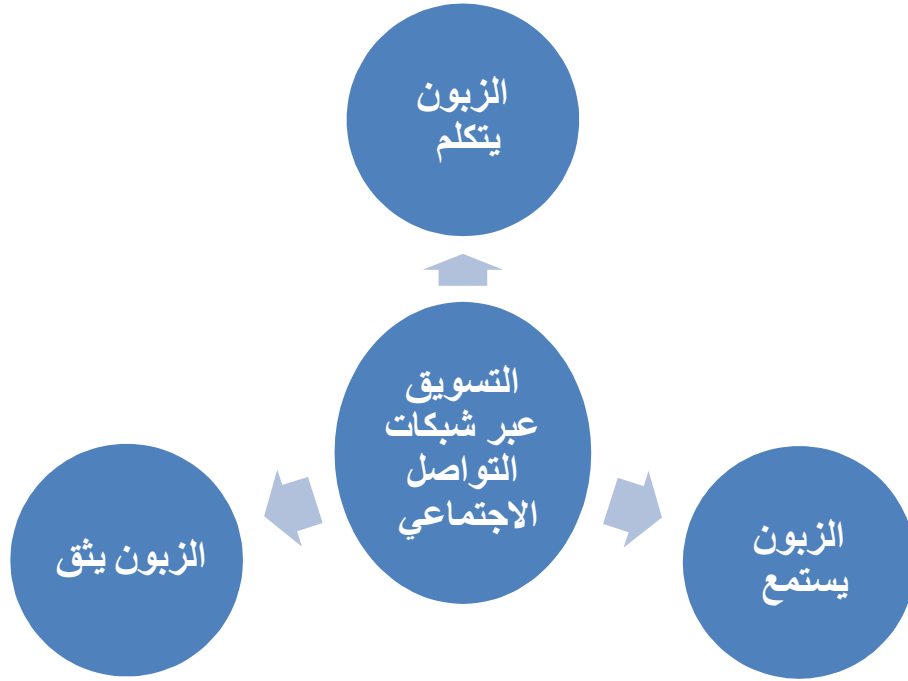 الزبون
يتكلم
التسويق
عبر شبكات
التواصل
الاجتماعي
الزبون
يستمع
الزبون يثق